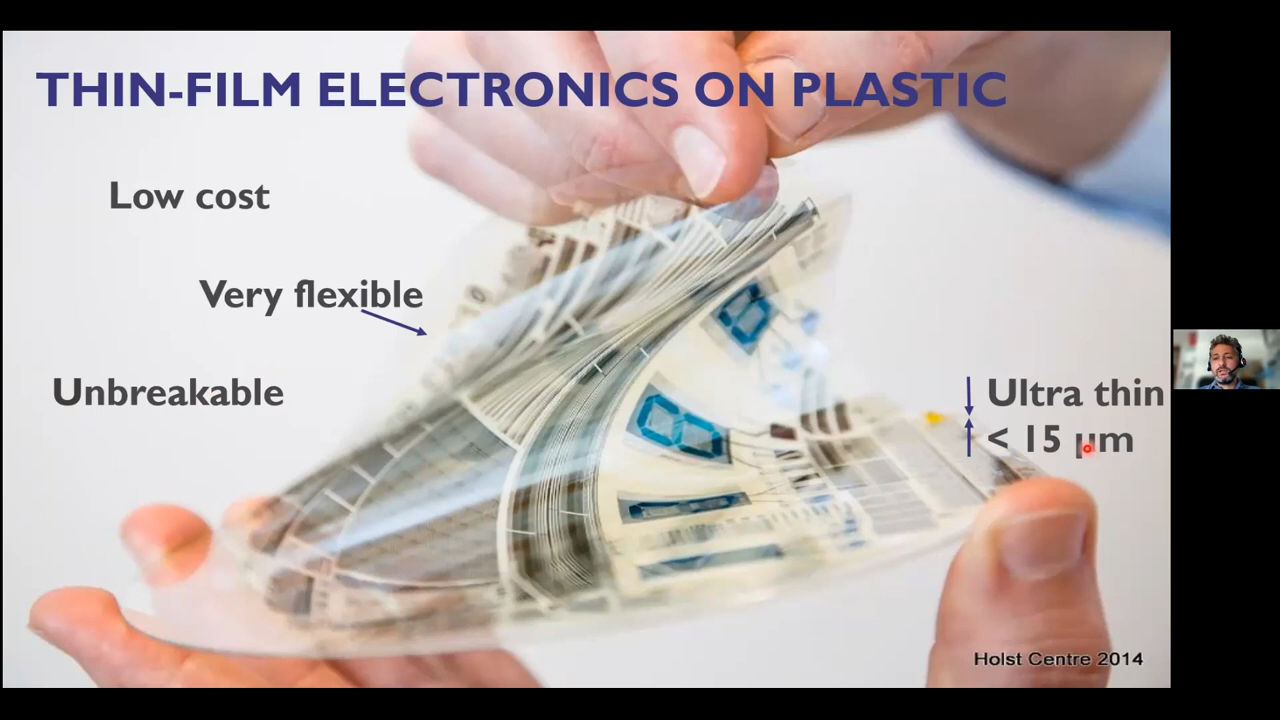 THIN-FILM ELECTRONICS ON PLASTIC
Low cost
Very flexible
Unbreakable
Ultra thin
< 15 µm
Holst Centre 2014